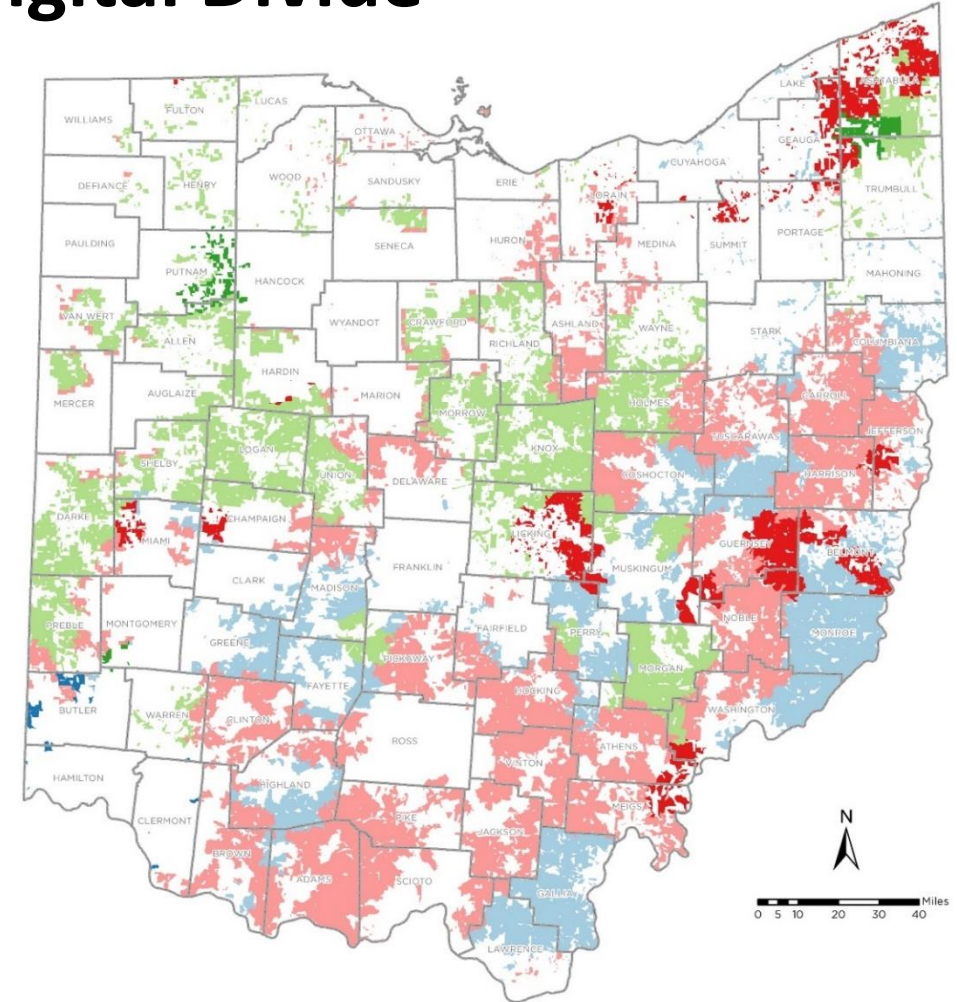 igital Divide
WILLIAMS
FULTON
LUCAS
OTTAWA
LAKE
ASHTABULA
GEAUGA
CUYAHOGA
TRUMBULL
DEFIANCE
HENRY
WOOD
SANDUSKY
ERIE
LORAIN
PAULDING
PUTNAM
HANCOCK
SENECA
HURON
MEDINA
SUMMIT
PORTAGE
MAHONING
VAN WERT
ALLEN
WYANDOT
CRAWFORD
RICHLAND
ASHLAND
WAYNE
STARK
COLUMBIANA
MERCER
AUGLAIZE
HARDIN
MARION
MORROW
HOLMES
CARROLL
JEFFERSON
SHELBY
LOGAN
UNION
DELAWARE
KNOX
COSHOCTON
TUSCARAWAS
HARRISON
DARKE
MIAMI
CHAMPAIGN
LICKING
MUSKINGUM
GUERNSEY
BELMONT
CLARK
MADISON
FRANKLIN
PREBLE
MONTGOMERY
GREENE
FAIRFIELD
PERRY
NOBLE
MONROE
FAYETTE
PICKAWAY
MORGAN
BUTLER
WARREN
CLINTON
HOCKING
WASHINGTON
ROSS
VINTON
ATHENS
HAMILTON
CLERMONT
HIGHLAND
PIKE
JACKSON
MEIGS
BROWN
ADAMS
SCIOTO
GALLIA
LAWRENCE
N
Miles
0 5 10 20 30 40